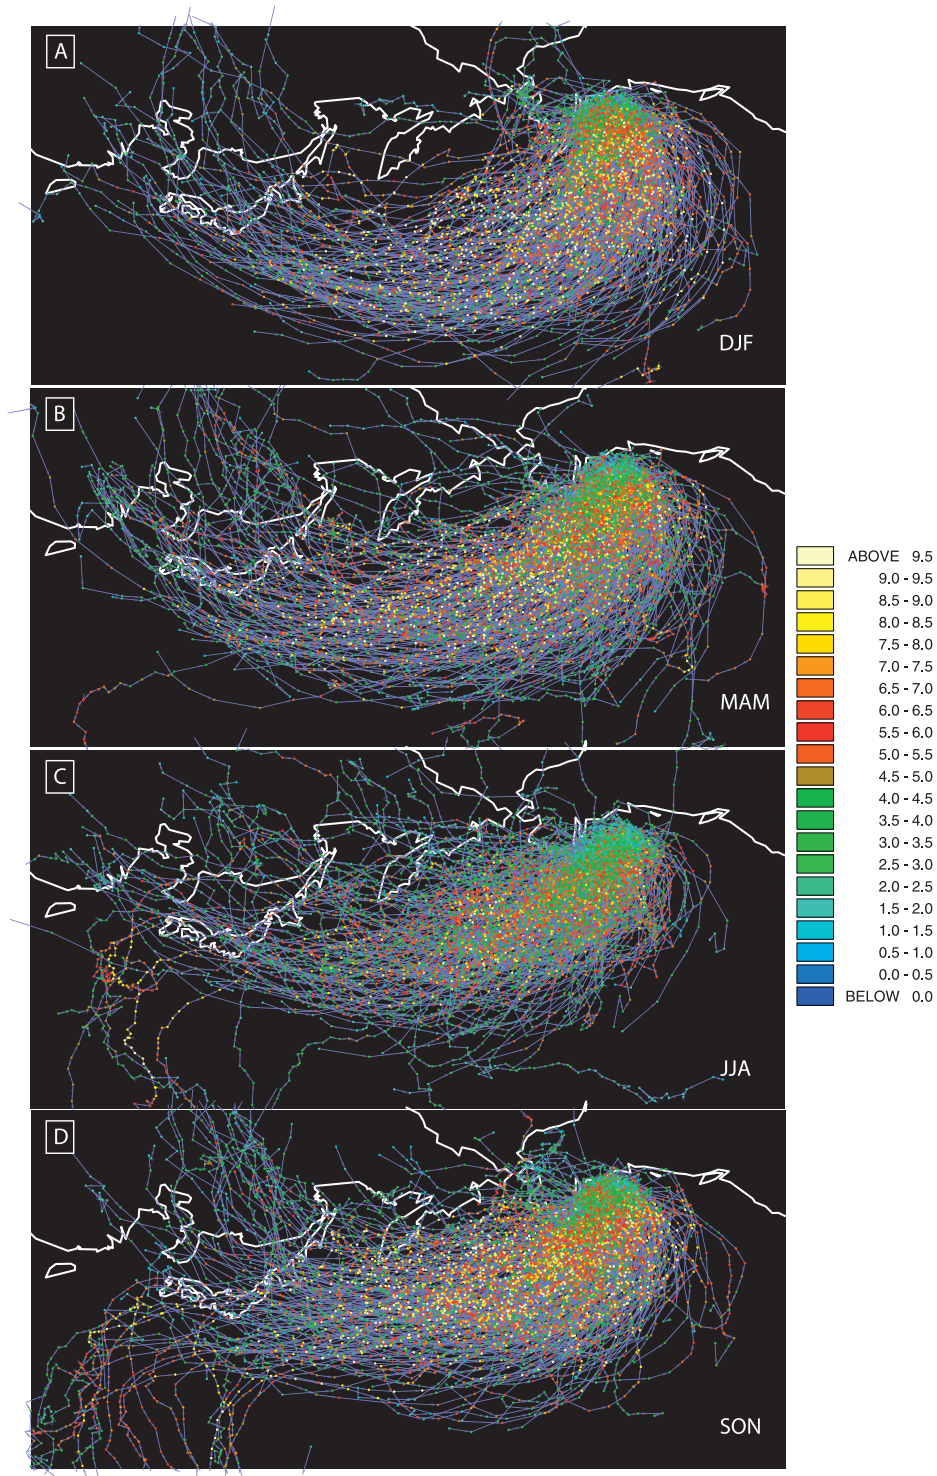 A
DJF
B
MAM
ABOVE 9.5
9.0 - 9.5
8.5 - 9.0
8.0 - 8.5
7.5 - 8.0
7.0 - 7.5
6.5 - 7.0
6.0 - 6.5
5.5 - 6.0
5.0 - 5.5
4.5 - 5.0
4.0 - 4.5
3.5 - 4.0
3.0 - 3.5
2.5 - 3.0
2.0 - 2.5
1.5 - 2.0
1.0 - 1.5
0.5 - 1.0
0.0 - 0.5
BELOW 0.0
C
JJA
D
SON